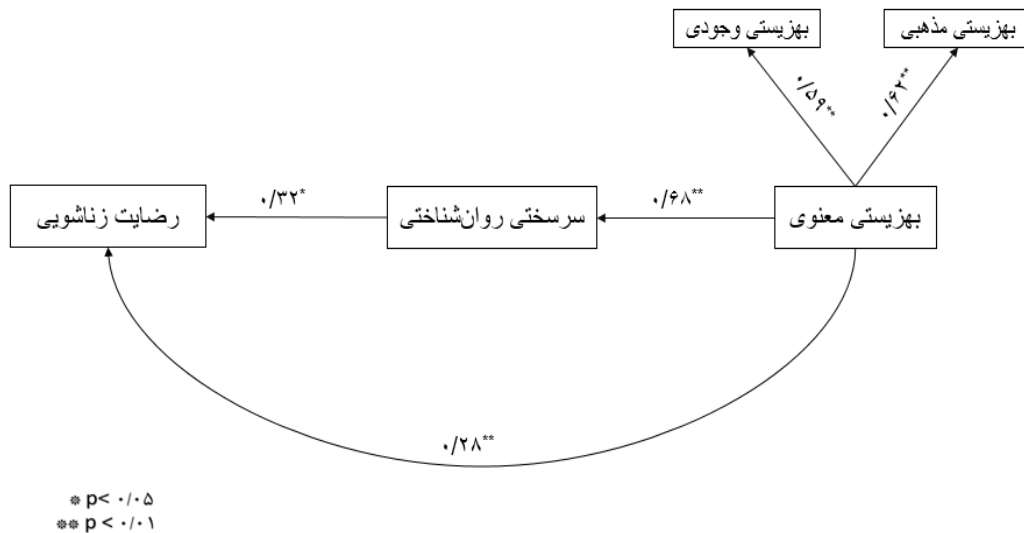 بهزیستی مذهبی
بهزیستی وجودی
۰/۶۲**
۰/۵۹**
بهزیستی معنوی
۰/۶۸**
سرسختی روان‌شناختی
۰/۳۲*
رضایت زناشویی
۰/۲۸**
* p< ۰/۰۵
** p < ۰/۰۱